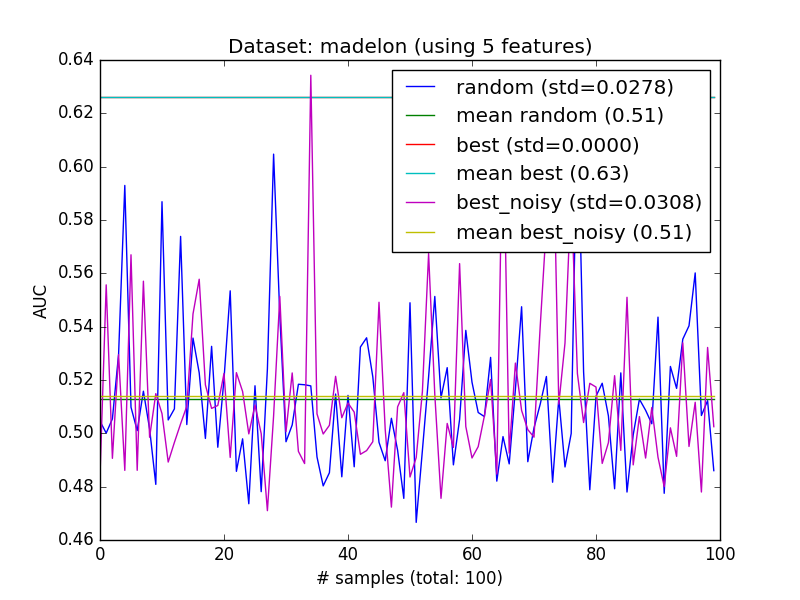 Dataset: madelon (using 5 features)
0.64
0.62
0.60
0.58
0.56
0.54
0.52
0.50
0.48
0.46
AUC
random (std=0.0278)
mean random (0.51)
best (std=0.0000)
mean best (0.63)
best_noisy (std=0.0308)
mean best_noisy (0.51)
0 20 40 60 80 100
# samples (total: 100)